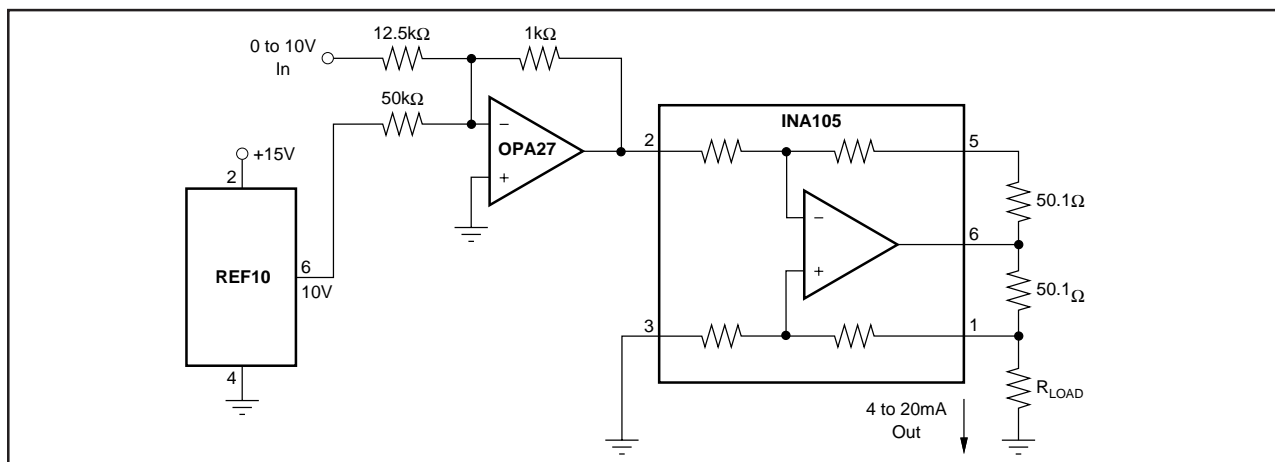 0 to 10V
In
12.5kΩ
1kΩ
50kΩ
−
OPA27
+
+15V
2
REF10
6
10V
4
INA105
2
5
−
+
6
3
1
50.1Ω
50.1Ω
R_LOAD
4 to 20mA
Out